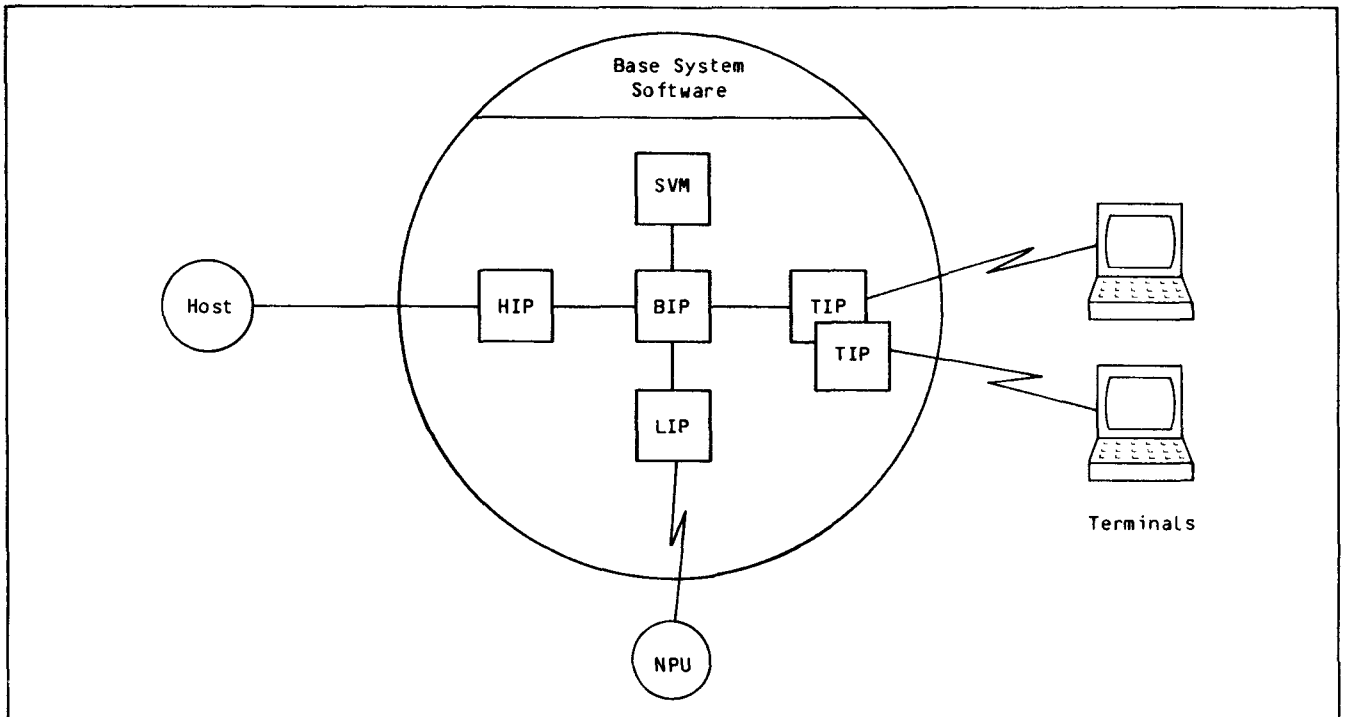 Base System
Software
SVM
Host
HIP
BIP
TIP
TIP
LIP
Terminals
NPU